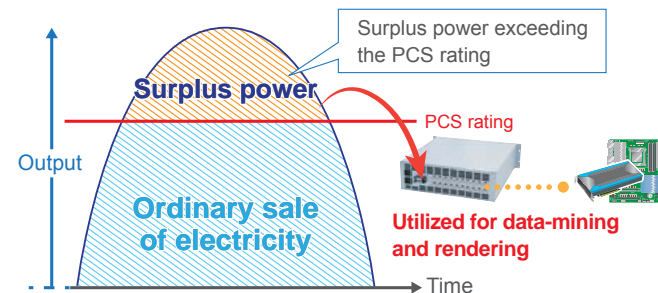 Surplus power exceeding
the PCS rating
Surplus power
PCS rating
Output
Ordinary sale
of electricity
Utilized for data-mining
and rendering
Time